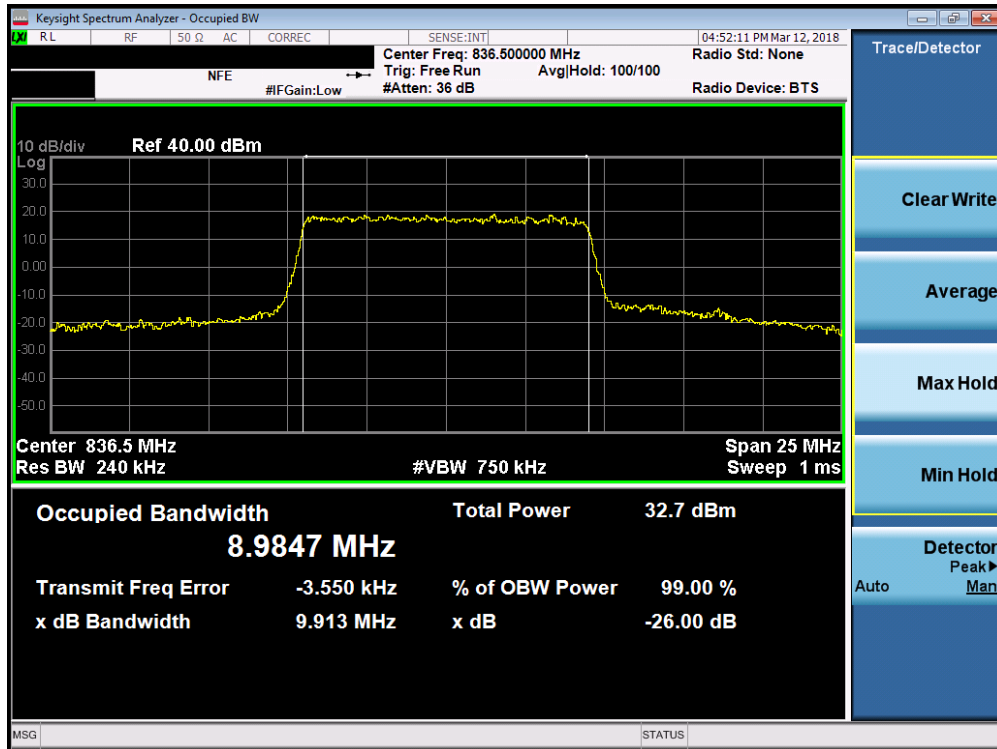 Keysight Spectrum Analyzer - Occupied BW
LXI RL RF 50 Ω AC CORREC SENSE:INT 04:52:11 PM Mar 12, 2018
Center Freq: 836.500000 MHz Radio Std: None
NFE Trig: Free Run Avg|Hold: 100/100
#IFGain:Low #Atten: 36 dB Radio Device: BTS
10 dB/div Ref 40.00 dBm
Log
30.0
20.0
10.0
0.00
-10.0
-20.0
-30.0
-40.0
-50.0
Center 836.5 MHz Span 25 MHz
Res BW 240 kHz #VBW 750 kHz Sweep 1 ms
Occupied Bandwidth Total Power 32.7 dBm
8.9847 MHz
Transmit Freq Error -3.550 kHz % of OBW Power 99.00 %
x dB Bandwidth 9.913 MHz x dB -26.00 dB
MSG STATUS
Trace/Detector
Clear Write
Average
Max Hold
Min Hold
Detector
Peak▶
Auto Man